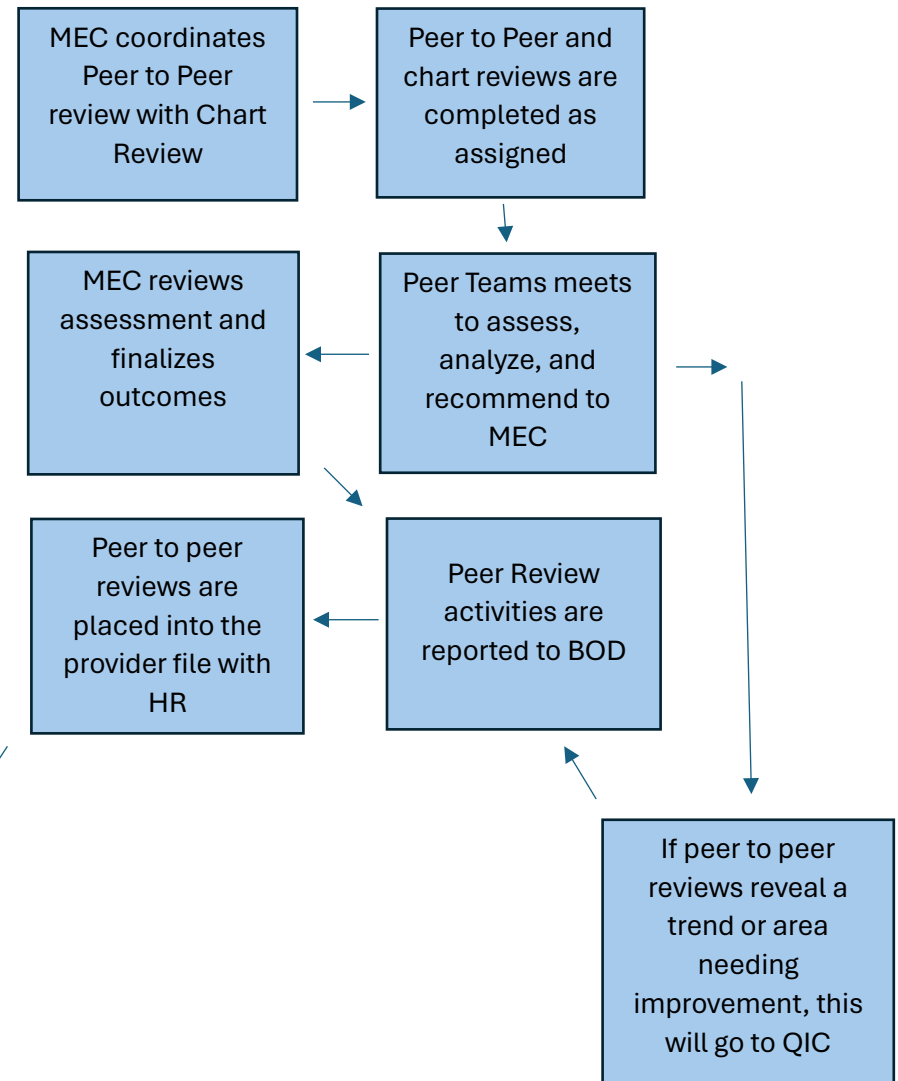 MEC coordinates
Peer to Peer
review with Chart
Review
Peer to Peer and
chart reviews are
completed as
assigned
MEC reviews
assessment and
finalizes
outcomes
Peer Teams meets
to assess,
analyze, and
recommend to
MEC
Peer to peer
reviews are
placed into the
provider file with
HR
Peer Review
activities are
reported to BOD
If peer to peer
reviews reveal a
trend or area
needing
improvement, this
will go to QIC